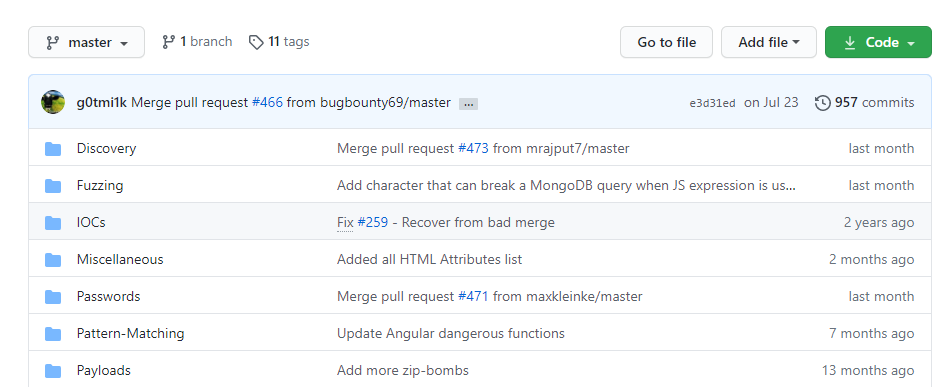 master 1 branch 11 tags Go to file Add file Code
g0tmi1k Merge pull request #466 from bugbounty69/master ... e3d31ed on Jul 23 957 commits
Discovery Merge pull request #473 from mrajput7/master last month
Fuzzing Add character that can break a MongoDB query when JS expression is us... last month
IOCs Fix #259 - Recover from bad merge 2 years ago
Miscellaneous Added all HTML Attributes list 2 months ago
Passwords Merge pull request #471 from maxkleinke/master last month
Pattern-Matching Update Angular dangerous functions 7 months ago
Payloads Add more zip-bombs 13 months ago